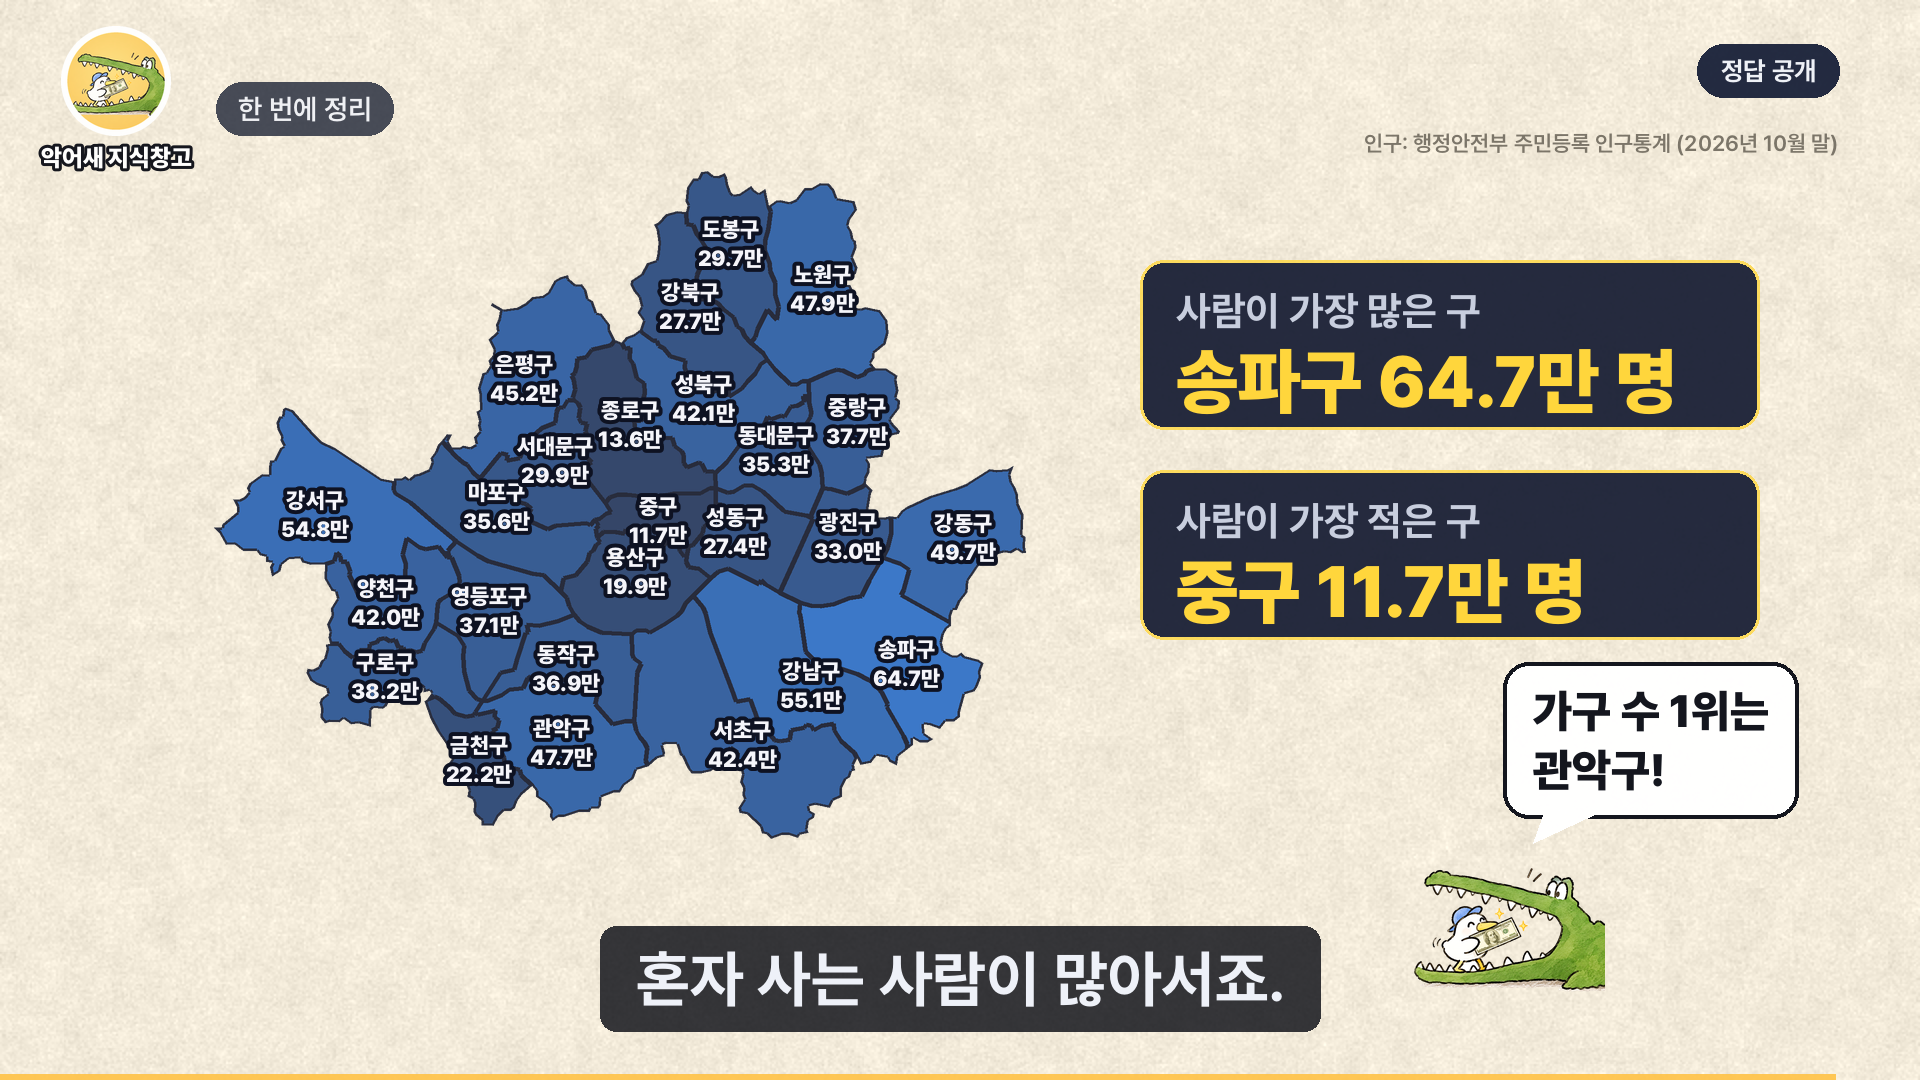 악어새 지식창고
한 번에 정리
정답 공개
인구: 행정안전부 주민등록 인구통계 (2026년 10월 말)
도봉구
29.7만
노원구
47.9만
강북구
27.7만
은평구
45.2만
성북구
42.1만
종로구
13.6만
중랑구
37.7만
동대문구
35.3만
서대문구
29.9만
마포구
35.6만
강서구
54.8만
중구
11.7만
성동구
27.4만
광진구
33.0만
강동구
49.7만
용산구
19.9만
양천구
42.0만
영등포구
37.1만
구로구
38.2만
동작구
36.9만
송파구
64.7만
강남구
55.1만
서초구
42.4만
관악구
47.7만
금천구
22.2만
사람이 가장 많은 구
송파구 64.7만 명
사람이 가장 적은 구
중구 11.7만 명
가구 수 1위는
관악구!
혼자 사는 사람이 많아서죠.